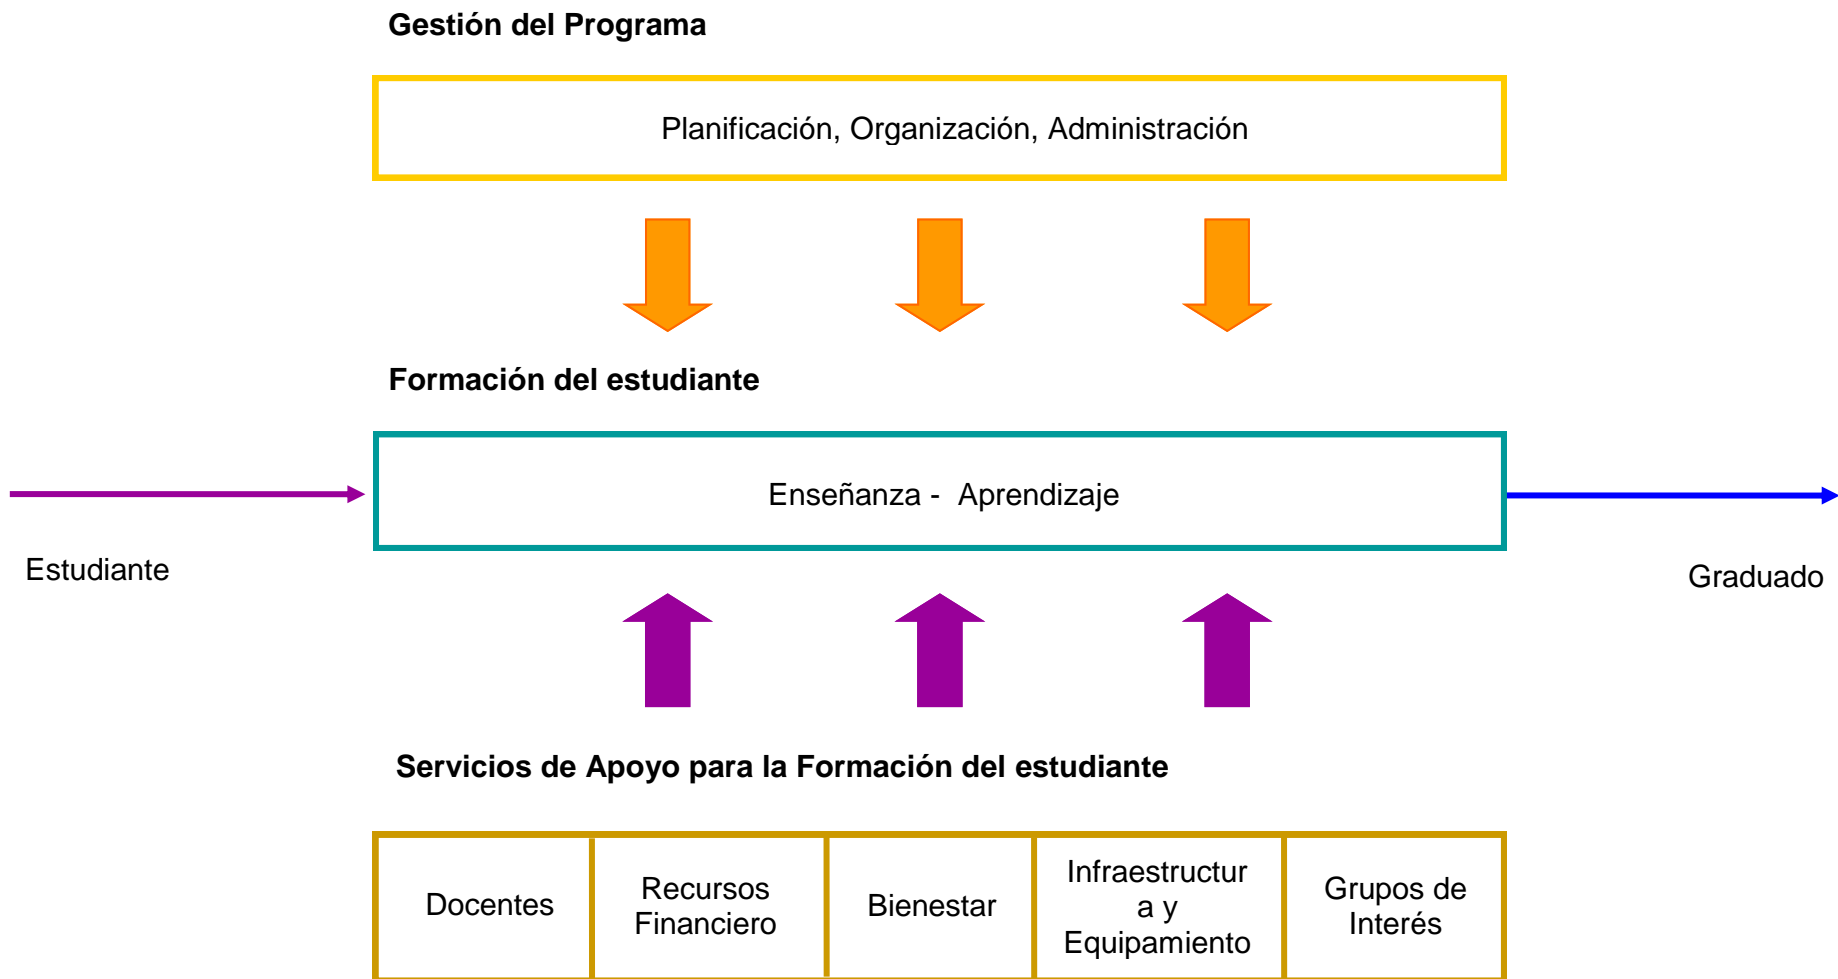 Gestión del Programa
Planificación, Organización, Administración
Formación del estudiante
Enseñanza - Aprendizaje
Estudiante
Graduado
Servicios de Apoyo para la Formación del estudiante
Docentes
Recursos
Financiero
Bienestar
Infraestructur
a y
Equipamiento
Grupos de
Interés